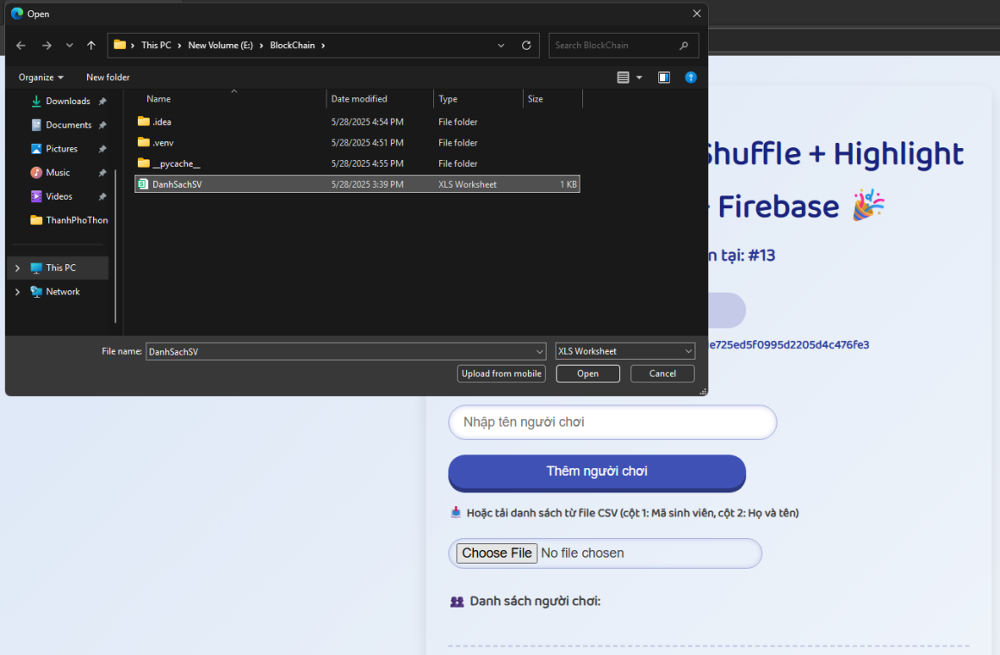 Open
This PC > New Volume (E:) > BlockChain >
Search BlockChain
Organize
New folder
Name
Date modified
Type
Size
Downloads
Documents
Pictures
Music
Videos
ThanhPhoThon
This PC
Network
.idea 5/28/2025 4:54 PM File folder
.venv 5/28/2025 4:51 PM File folder
__pycache__ 5/28/2025 4:55 PM File folder
DanhSachSV 5/28/2025 3:39 PM XLS Worksheet 1 KB
File name: DanhSachSV
XLS Worksheet
Upload from mobile
Open
Cancel
Shuffle + Highlight
Firebase 🎉
n tại: #13
e725ed5f0995d2205d4c476fe3
Nhập tên người chơi
Thêm người chơi
📥 Hoặc tải danh sách từ file CSV (cột 1: Mã sinh viên, cột 2: Họ và tên)
Choose File No file chosen
👥 Danh sách người chơi: